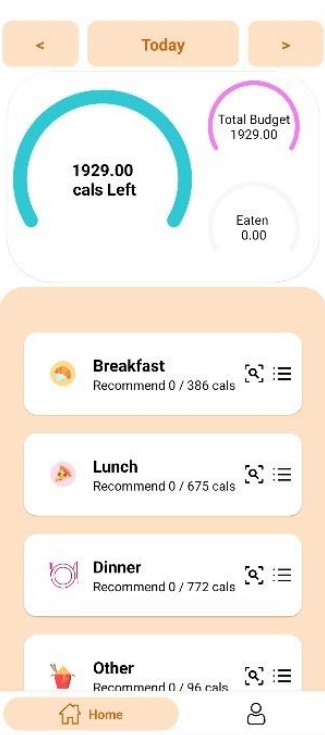 <
Today
>
1929.00
cals Left
Total Budget
1929.00
Eaten
0.00
Breakfast
Recommend 0 / 386 cals
Lunch
Recommend 0 / 675 cals
Dinner
Recommend 0 / 772 cals
Other
Recommend 0 / 96 cals
Home